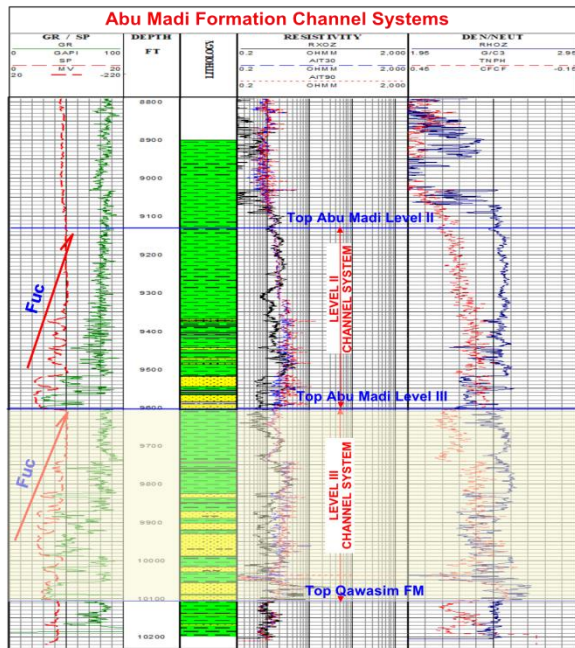 Abu Madi Formation Channel Systems
GR / SP
DEPTH
RESISTIVITY
DEN/NEUT
GR
FT
LITHOLOGY
RXOZ
RHOZ
0 GAPI 100
0.2 OHMM 2,000
1.95 G/C3 2.95
SP
AIT30
TNPH
MV 20
0.2 OHMM 2,000
0.45 CFCF -0.15
20 -220
AIT90
0.2 OHMM 2,000
8800
8900
9000
9100
Top Abu Madi Level II
9200
Fuc
9300
LEVEL II
CHANNEL SYSTEM
9400
9500
Top Abu Madi Level III
9600
9700
Fuc
9800
LEVEL III
CHANNEL SYSTEM
9900
10000
Top Qawasim FM
10100
10200